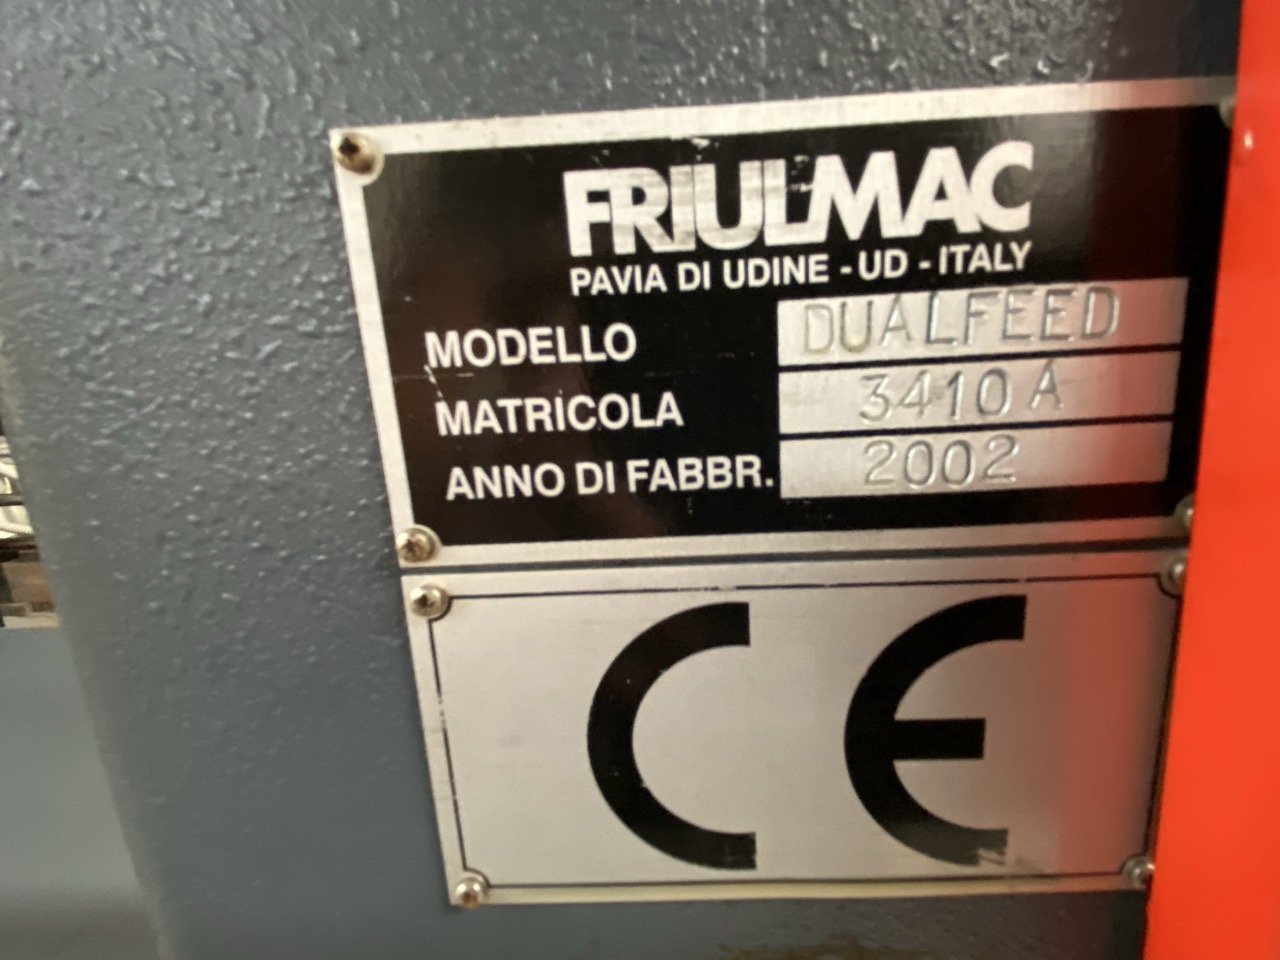 FRIULMAC
PAVIA DI UDINE - UD - ITALY
MODELLO DUALFEED
MATRICOLA 3410 A
ANNO DI FABBR. 2002
CE